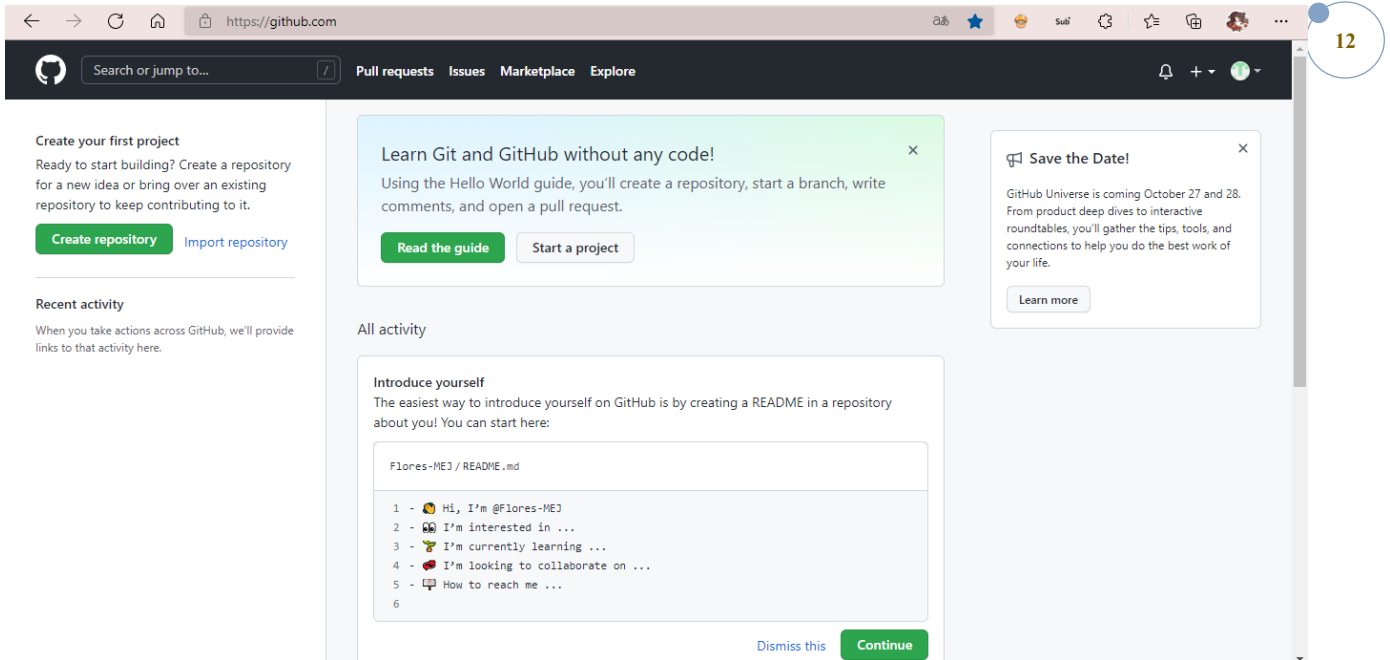 https://github.com
12
Search or jump to...
/
Pull requests
Issues
Marketplace
Explore
Create your first project
Ready to start building? Create a repository
for a new idea or bring over an existing
repository to keep contributing to it.
Create repository
Import repository
Recent activity
When you take actions across GitHub, we'll provide
links to that activity here.
Learn Git and GitHub without any code!
Using the Hello World guide, you'll create a repository, start a branch, write
comments, and open a pull request.
Read the guide
Start a project
All activity
Introduce yourself
The easiest way to introduce yourself on GitHub is by creating a README in a repository
about you! You can start here:
Flores-MEJ/README.md
1 - 👋 Hi, I'm @Flores-MEJ
2 - 👀 I'm interested in ...
3 - 🌱 I'm currently learning ...
4 - 💞️ I'm looking to collaborate on ...
5 - 📫 How to reach me ...
6
Dismiss this
Continue
Save the Date!
GitHub Universe is coming October 27 and 28.
From product deep dives to interactive
roundtables, you'll gather the tips, tools, and
connections to help you do the best work of
your life.
Learn more